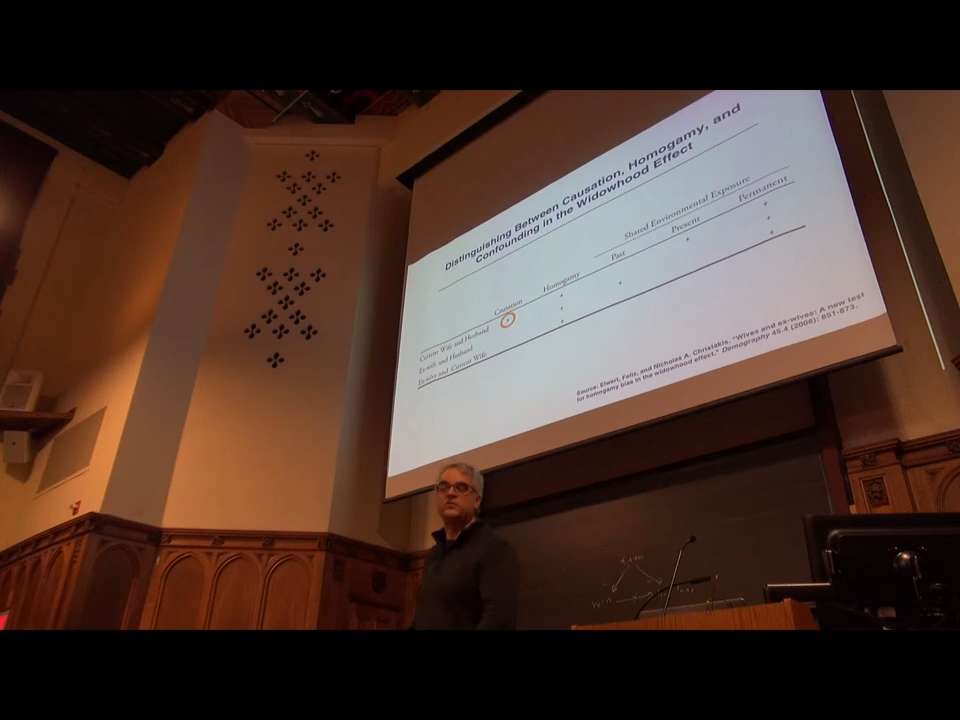 Distinguishing Between Causation, Homogamy, and
Confounding in the Widowhood Effect
Shared Environmental Exposure
Causation Homogamy Past Present Permanent
Current Wife and Husband + + + +
Ex-wife and Husband + +
Ex-wive and Current Wife + + +
Source: Elwert, Felix, and Nicholas A. Christakis. "Wives and ex-wives: A new test
for homogamy bias in the widowhood effect." Demography 45.4 (2008): 851-873.